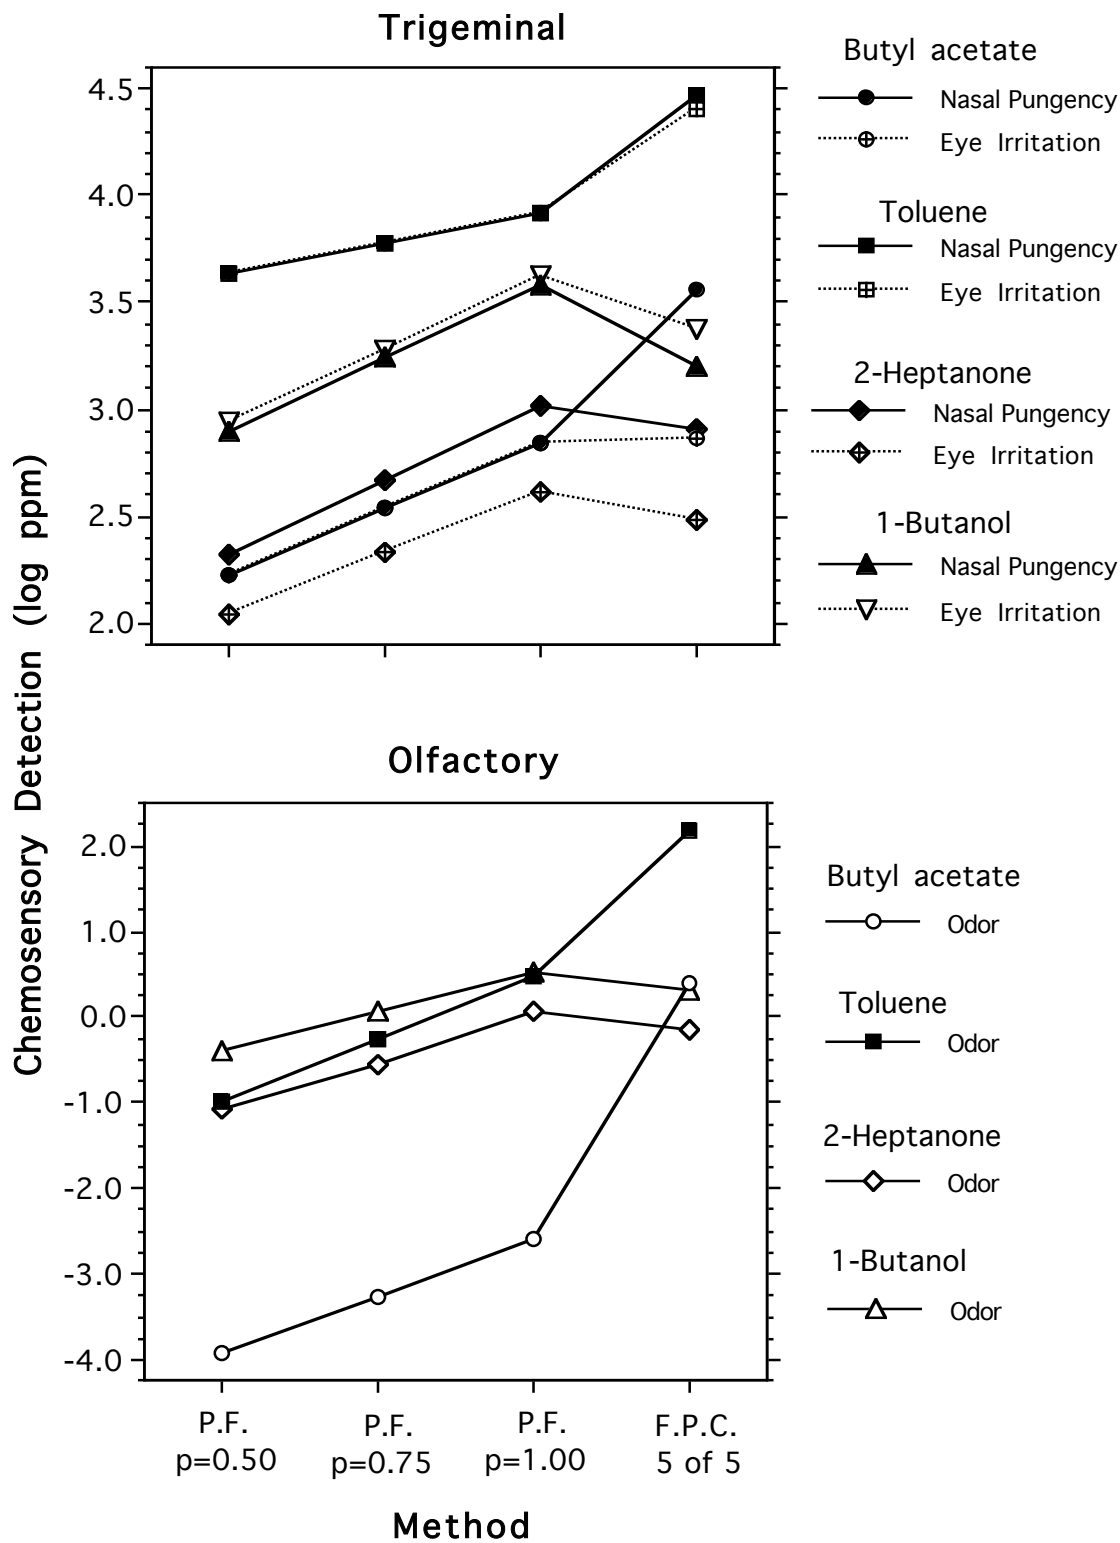 Trigeminal
Butyl acetate
Nasal Pungency
Eye Irritation
Toluene
Nasal Pungency
Eye Irritation
2-Heptanone
Nasal Pungency
Eye Irritation
1-Butanol
Nasal Pungency
Eye Irritation
4.5
4.0
3.5
3.0
2.5
2.0
Chemosensory Detection (log ppm)
Olfactory
2.0
1.0
0.0
-1.0
-2.0
-3.0
-4.0
Butyl acetate
Odor
Toluene
Odor
2-Heptanone
Odor
1-Butanol
Odor
P.F.
p=0.50
P.F.
p=0.75
P.F.
p=1.00
F.P.C.
5 of 5
Method